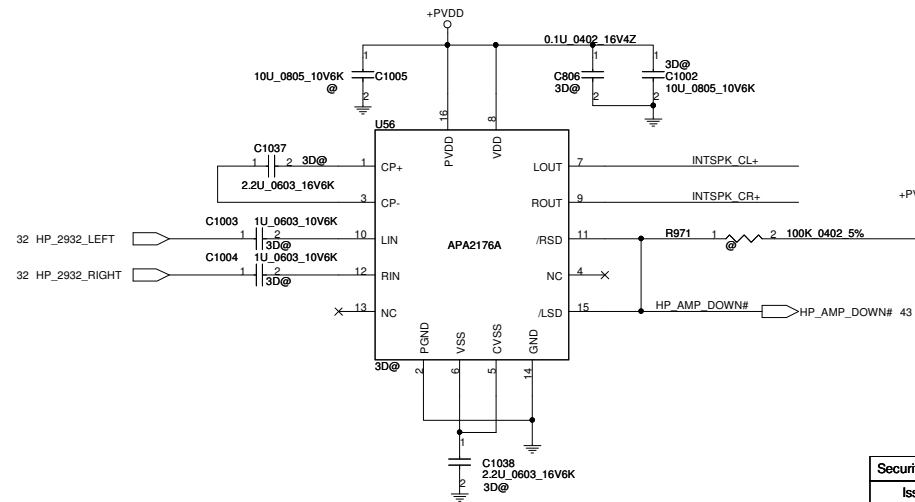 +PVDD
0.1U_0402_16V4Z
1
1
1
3D@
10U_0805_10V6K
C1005
C806
C1002
@
3D@
10U_0805_10V6K
2
2
2
U56
16
8
PVDD
VDD
C1037
1
2
3D@
1
CP+
LOUT
7
INTSPK_CL+
2.2U_0603_16V6K
3
CP-
ROUT
9
INTSPK_CR+
+PV
C1003
1U_0603_10V6K
32 HP_2932_LEFT
1
2
10
LIN
APA2176A
/RSD
11
R971
1
2
100K_0402_5%
3D@
@
C1004
1U_0603_10V6K
32 HP_2932_RIGHT
1
2
12
RIN
NC
4
3D@
13
NC
/LSD
15
HP_AMP_DOWN#
HP_AMP_DOWN# 43
PGND
VSS
CVSS
GND
3D@
2
6
5
14
1
C1038
2.2U_0603_16V6K
2
3D@
Securi
Iss